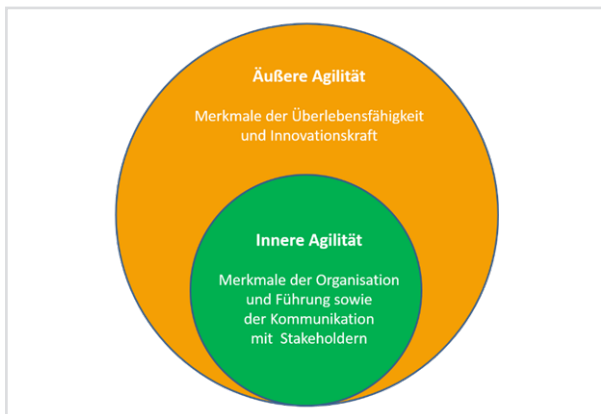 Äußere Agilität
Merkmale der Überlebensfähigkeit
und Innovationskraft
Innere Agilität
Merkmale der Organisation
und Führung sowie
der Kommunikation
mit Stakeholdern